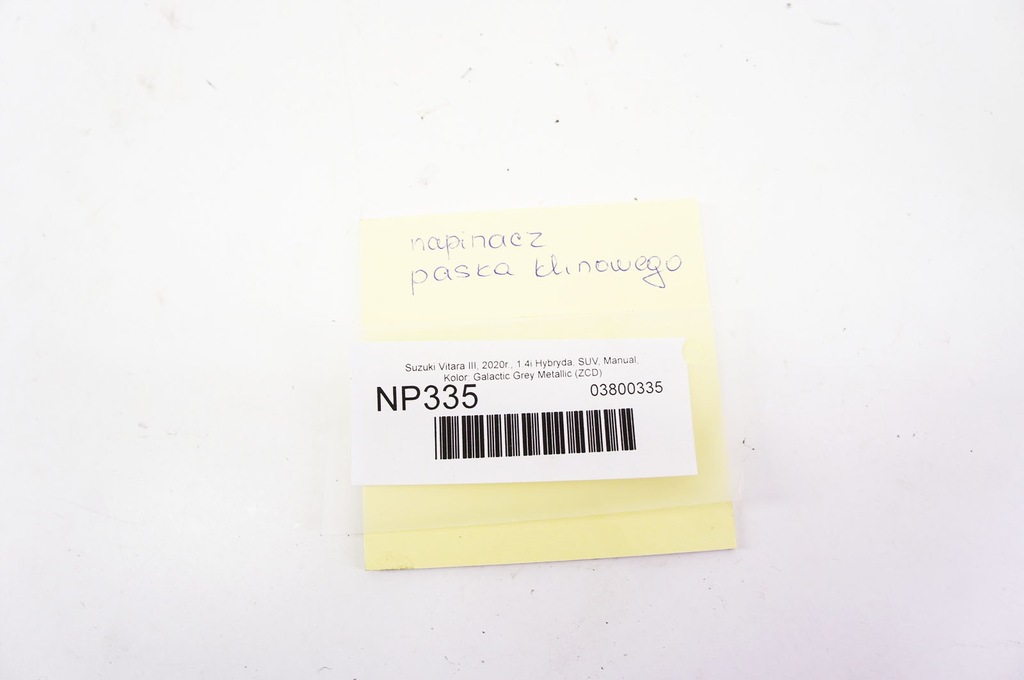 napinacz
paska klinowego
Suzuki Vitara III, 2020r., 1.4i Hybryda, SUV, Manual,
Kolor: Galactic Grey Metallic (ZCD)
NP335 03800335